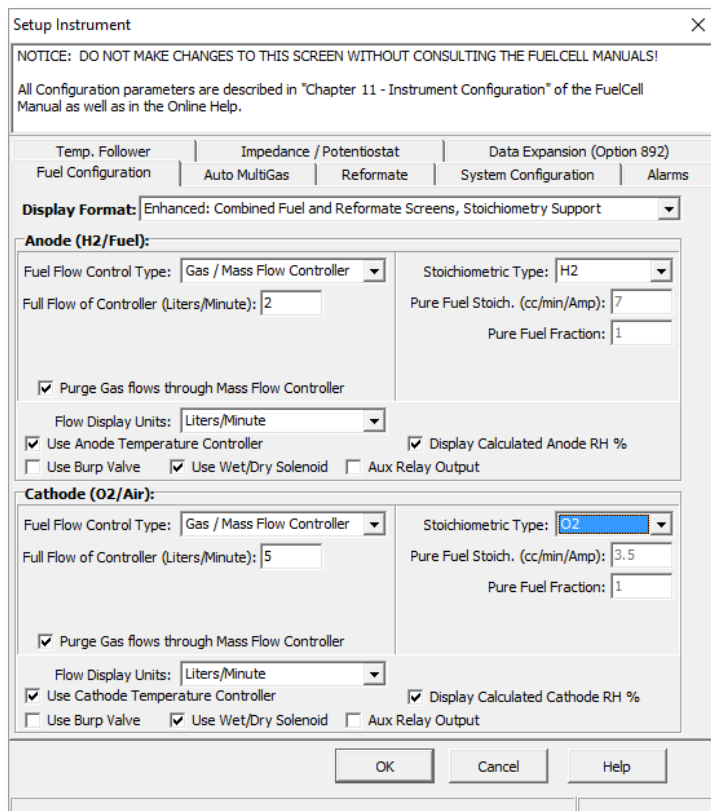 Setup Instrument
NOTICE:  DO NOT MAKE CHANGES TO THIS SCREEN WITHOUT CONSULTING THE FUELCELL MANUALS!
All Configuration parameters are described in "Chapter 11 - Instrument Configuration" of the FuelCell
Manual as well as in the Online Help.
Temp. Follower Impedance / Potentiostat Data Expansion (Option 892)
Fuel Configuration Auto MultiGas Reformate System Configuration Alarms
Display Format: Enhanced: Combined Fuel and Reformate Screens, Stoichiometry Support
Anode (H2/Fuel):
Fuel Flow Control Type: Gas / Mass Flow Controller Stoichiometric Type: H2
Full Flow of Controller (Liters/Minute): 2 Pure Fuel Stoich. (cc/min/Amp): 7
Pure Fuel Fraction: 1
Purge Gas flows through Mass Flow Controller
Flow Display Units: Liters/Minute
Use Anode Temperature Controller Display Calculated Anode RH %
Use Burp Valve Use Wet/Dry Solenoid Aux Relay Output
Cathode (O2/Air):
Fuel Flow Control Type: Gas / Mass Flow Controller Stoichiometric Type: O2
Full Flow of Controller (Liters/Minute): 5 Pure Fuel Stoich. (cc/min/Amp): 3.5
Pure Fuel Fraction: 1
Purge Gas flows through Mass Flow Controller
Flow Display Units: Liters/Minute
Use Cathode Temperature Controller Display Calculated Cathode RH %
Use Burp Valve Use Wet/Dry Solenoid Aux Relay Output
OK Cancel Help